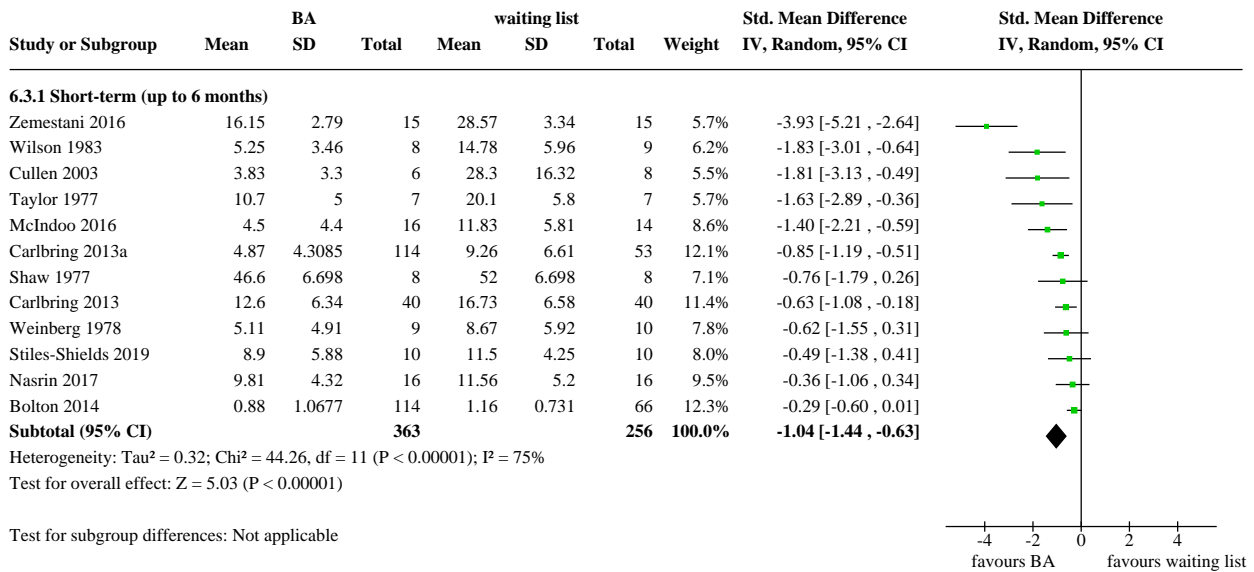 BA waiting list Std. Mean Difference Std. Mean Difference
Study or Subgroup Mean SD Total Mean SD Total Weight IV, Random, 95% CI IV, Random, 95% CI
6.3.1 Short-term (up to 6 months)
Zemestani 2016 16.15 2.79 15 28.57 3.34 15 5.7% -3.93 [-5.21 , -2.64]
Wilson 1983 5.25 3.46 8 14.78 5.96 9 6.2% -1.83 [-3.01 , -0.64]
Cullen 2003 3.83 3.3 6 28.3 16.32 8 5.5% -1.81 [-3.13 , -0.49]
Taylor 1977 10.7 5 7 20.1 5.8 7 5.7% -1.63 [-2.89 , -0.36]
McIndoo 2016 4.5 4.4 16 11.83 5.81 14 8.6% -1.40 [-2.21 , -0.59]
Carlbring 2013a 4.87 4.3085 114 9.26 6.61 53 12.1% -0.85 [-1.19 , -0.51]
Shaw 1977 46.6 6.698 8 52 6.698 8 7.1% -0.76 [-1.79 , 0.26]
Carlbring 2013 12.6 6.34 40 16.73 6.58 40 11.4% -0.63 [-1.08 , -0.18]
Weinberg 1978 5.11 4.91 9 8.67 5.92 10 7.8% -0.62 [-1.55 , 0.31]
Stiles-Shields 2019 8.9 5.88 10 11.5 4.25 10 8.0% -0.49 [-1.38 , 0.41]
Nasrin 2017 9.81 4.32 16 11.56 5.2 16 9.5% -0.36 [-1.06 , 0.34]
Bolton 2014 0.88 1.0677 114 1.16 0.731 66 12.3% -0.29 [-0.60 , 0.01]
Subtotal (95% CI) 363 256 100.0% -1.04 [-1.44 , -0.63]
Heterogeneity: Tau² = 0.32; Chi² = 44.26, df = 11 (P < 0.00001); I² = 75%
Test for overall effect: Z = 5.03 (P < 0.00001)
Test for subgroup differences: Not applicable
-4 -2 0 2 4
favours BA favours waiting list